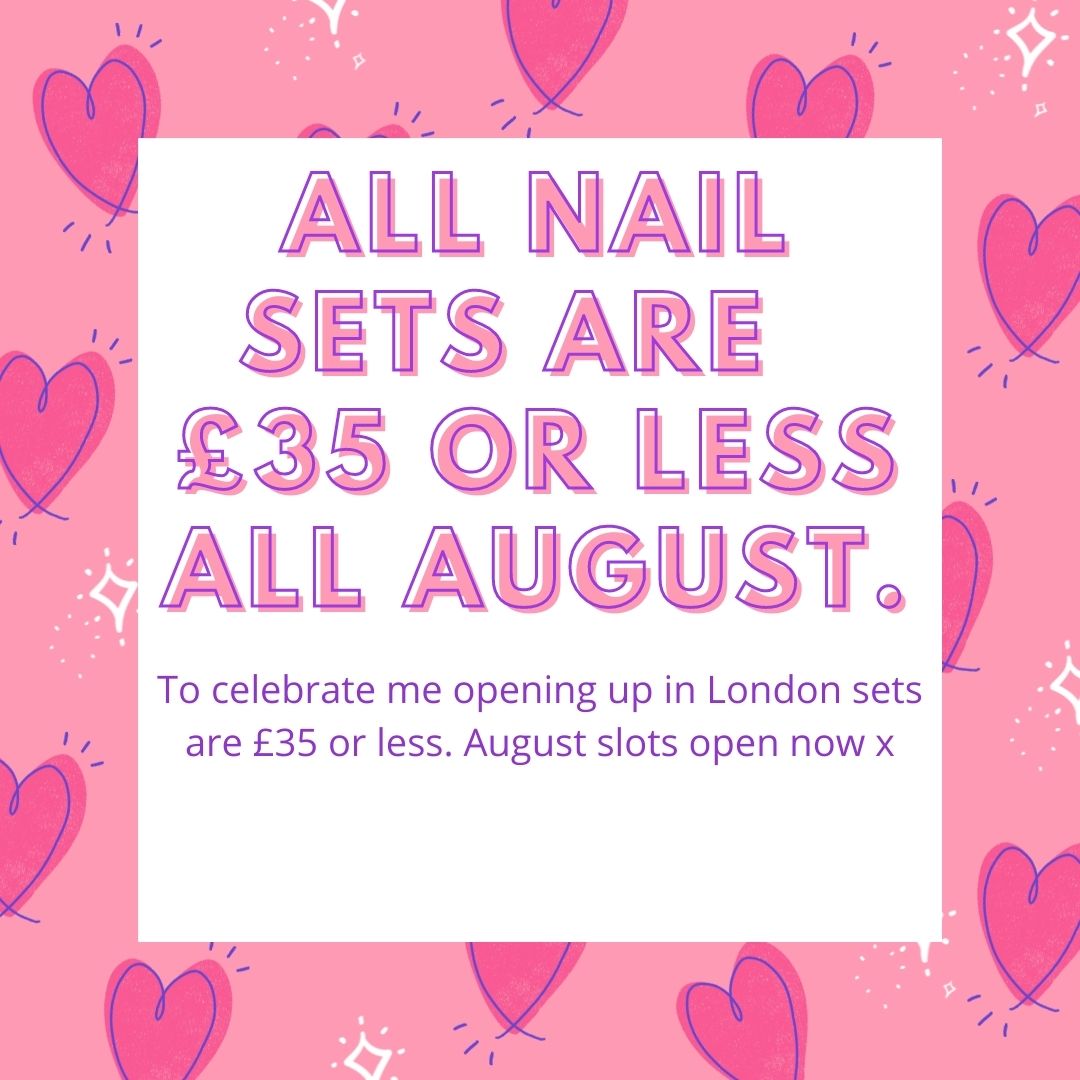 ALL NAIL
SETS ARE
£35 OR LESS
ALL AUGUST.
To celebrate me opening up in London sets
are £35 or less. August slots open now x